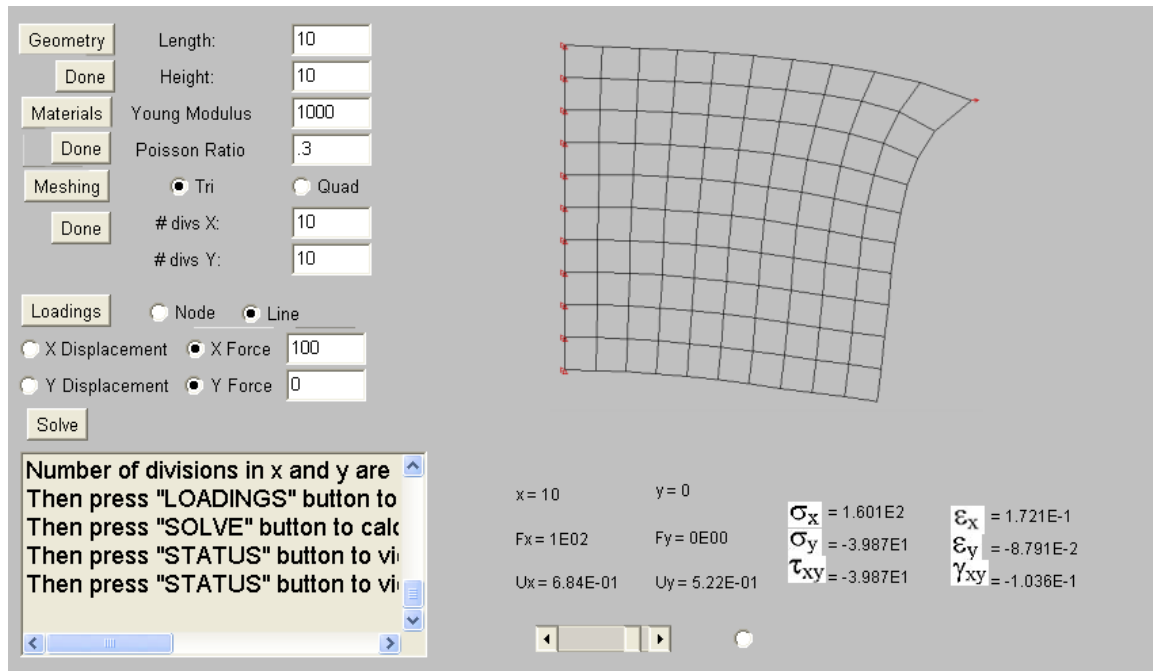 Geometry Length: 10
Done Height: 10
Materials Young Modulus 1000
Done Poisson Ratio .3
Meshing Tri Quad
Done # divs X: 10
# divs Y: 10
Loadings Node Line
X Displacement X Force 100
Y Displacement Y Force 0
Solve
Number of divisions in x and y are
Then press "LOADINGS" button to
Then press "SOLVE" button to calc
Then press "STATUS" button to vi
Then press "STATUS" button to vi
x = 10 y = 0
Fx = 1E02 Fy = 0E00
Ux = 6.84E-01 Uy = 5.22E-01
σx = 1.601E2
σy = -3.987E1
τxy = -3.987E1
εx = 1.721E-1
εy = -8.791E-2
γxy = -1.036E-1